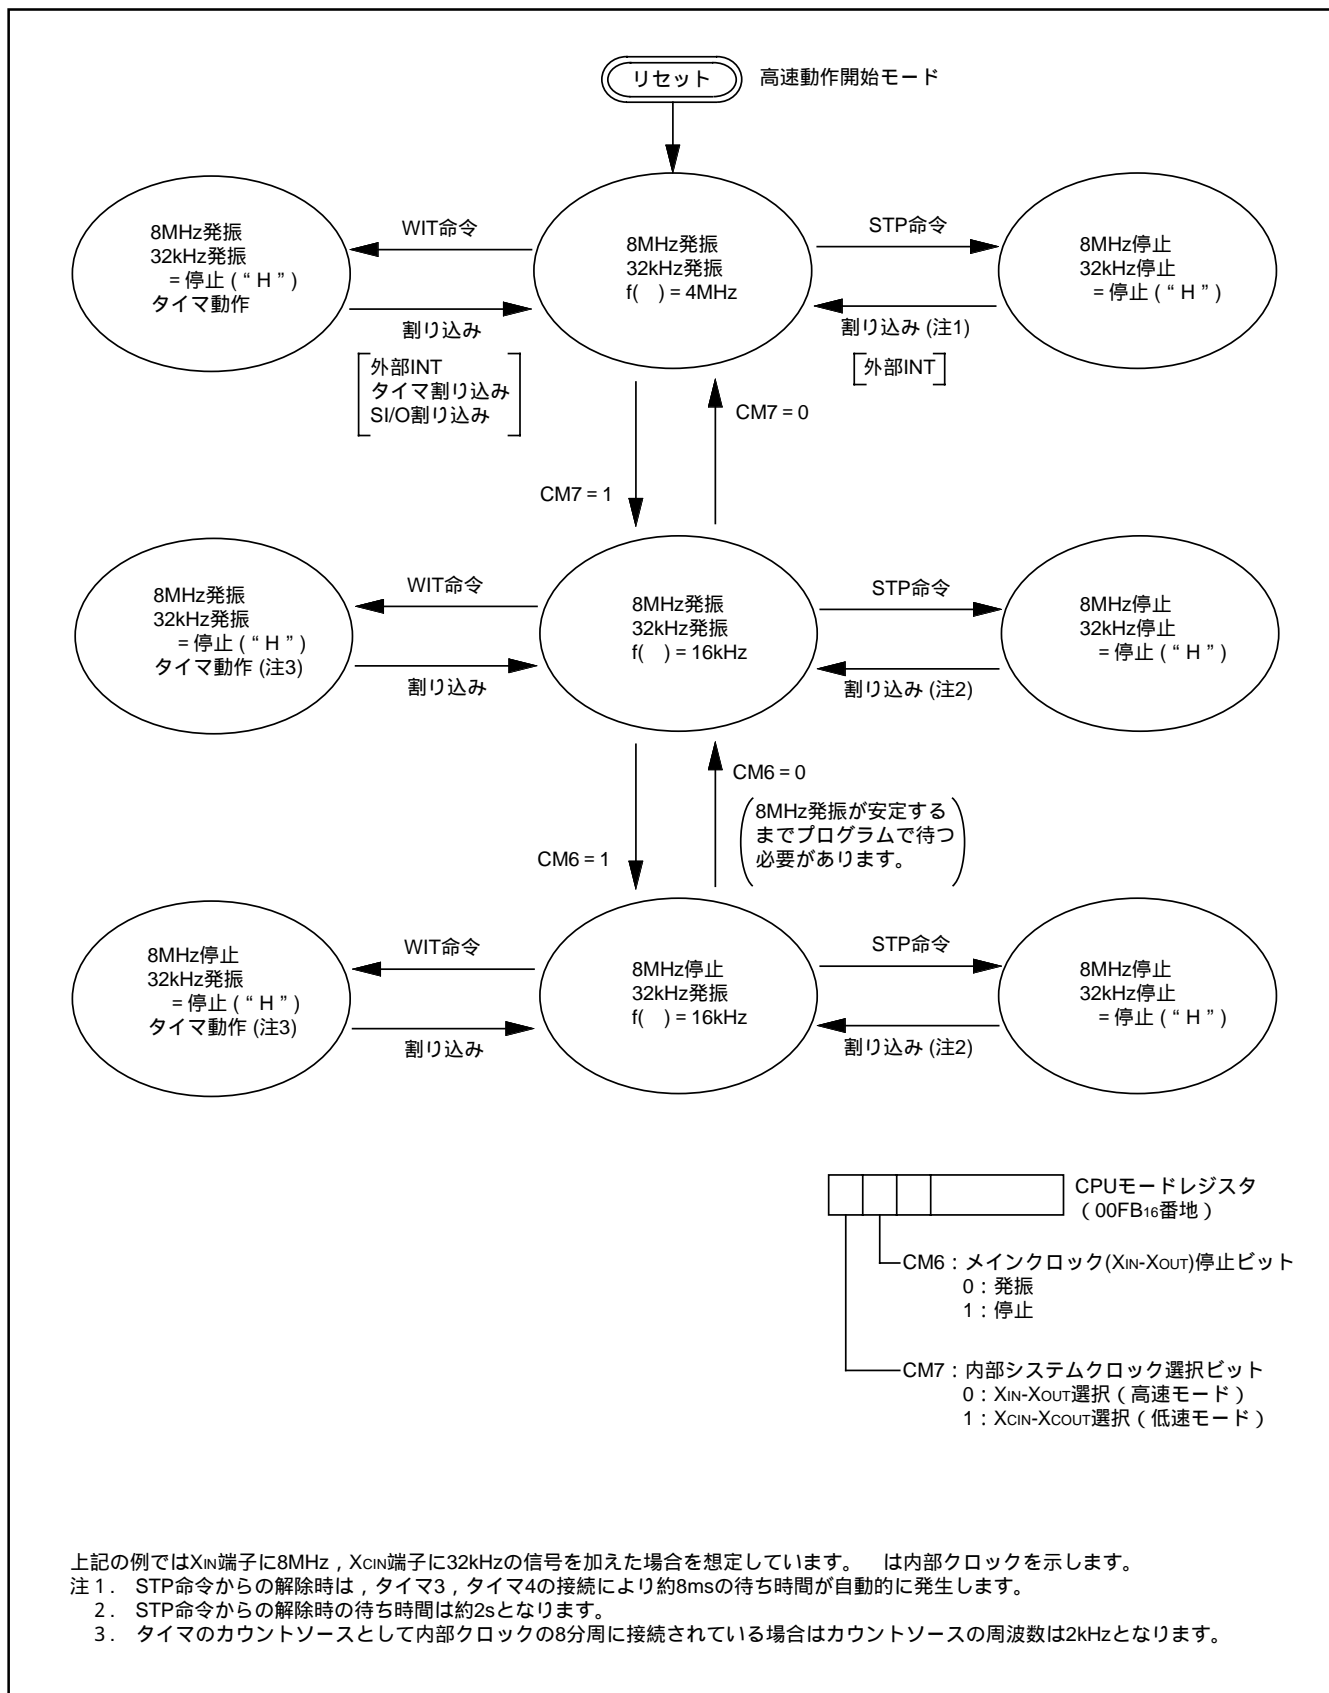 リセット 高速動作開始モード
8MHz発振
32kHz発振
= 停止 ( “ H ” )
タイマ動作
WIT命令
割り込み
外部INT
タイマ割り込み
SI/O割り込み
8MHz発振
32kHz発振
f( ) = 4MHz
STP命令
割り込み (注1)
外部INT
8MHz停止
32kHz停止
= 停止 ( “ H ” )
CM7 = 0
CM7 = 1
8MHz発振
32kHz発振
= 停止 ( “ H ” )
タイマ動作 (注3)
WIT命令
割り込み
8MHz発振
32kHz発振
f( ) = 16kHz
STP命令
割り込み (注2)
8MHz停止
32kHz停止
= 停止 ( “ H ” )
CM6 = 0
8MHz発振が安定する
までプログラムで待つ
必要があります。
CM6 = 1
8MHz停止
32kHz発振
= 停止 ( “ H ” )
タイマ動作 (注3)
WIT命令
割り込み
8MHz停止
32kHz発振
f( ) = 16kHz
STP命令
割り込み (注2)
8MHz停止
32kHz停止
= 停止 ( “ H ” )
CPUモードレジスタ
( 00FB16番地 )
CM6 : メインクロック(XIN-XOUT)停止ビット
0 : 発振
1 : 停止
CM7 : 内部システムクロック選択ビット
0 : XIN-XOUT選択 ( 高速モード )
1 : XCIN-XCOUT選択 ( 低速モード )
上記の例ではXIN端子に8MHz , XCIN端子に32kHzの信号を加えた場合を想定しています。 は内部クロックを示します。
注 1 . STP命令からの解除時は , タイマ3 , タイマ4の接続により約8msの待ち時間が自動的に発生します。
2 . STP命令からの解除時の待ち時間は約2sとなります。
3 . タイマのカウントソースとして内部クロックの8分周に接続されている場合はカウントソースの周波数は2kHzとなります。